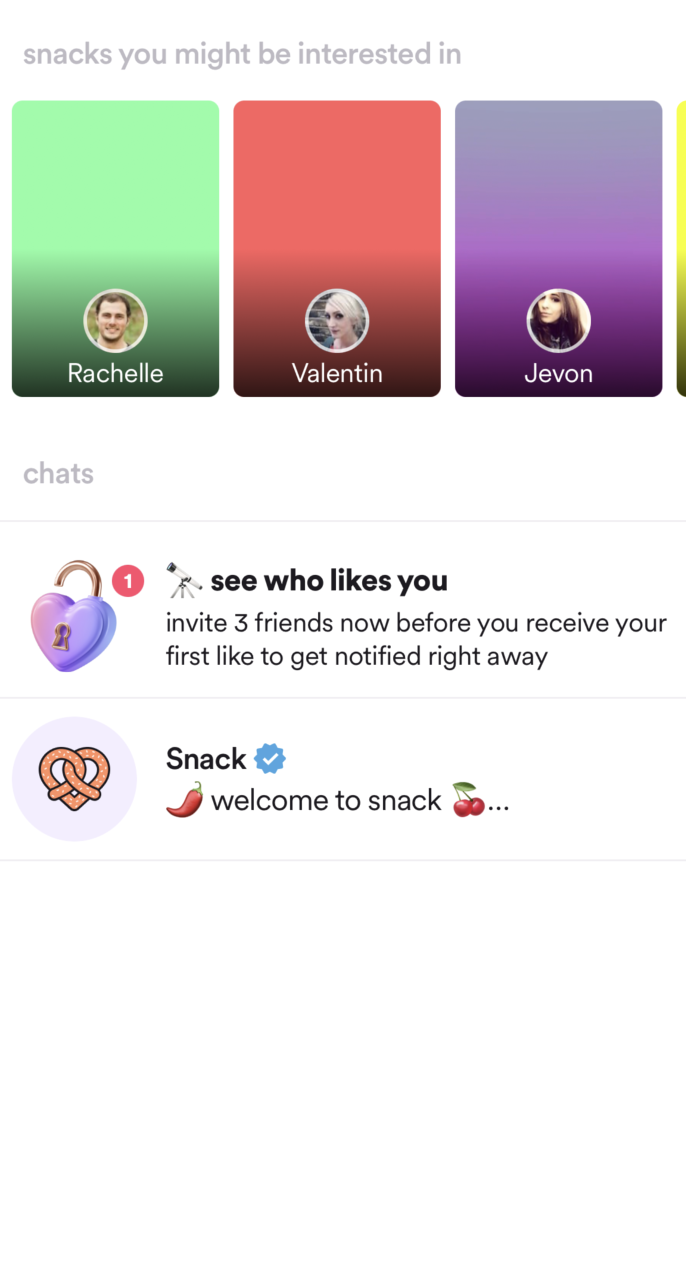 snacks you might be interested in
Rachelle
Valentin
Jevon
chats
1
🔭 see who likes you
invite 3 friends now before you receive your
first like to get notified right away
Snack
🌶️ welcome to snack 🍒...